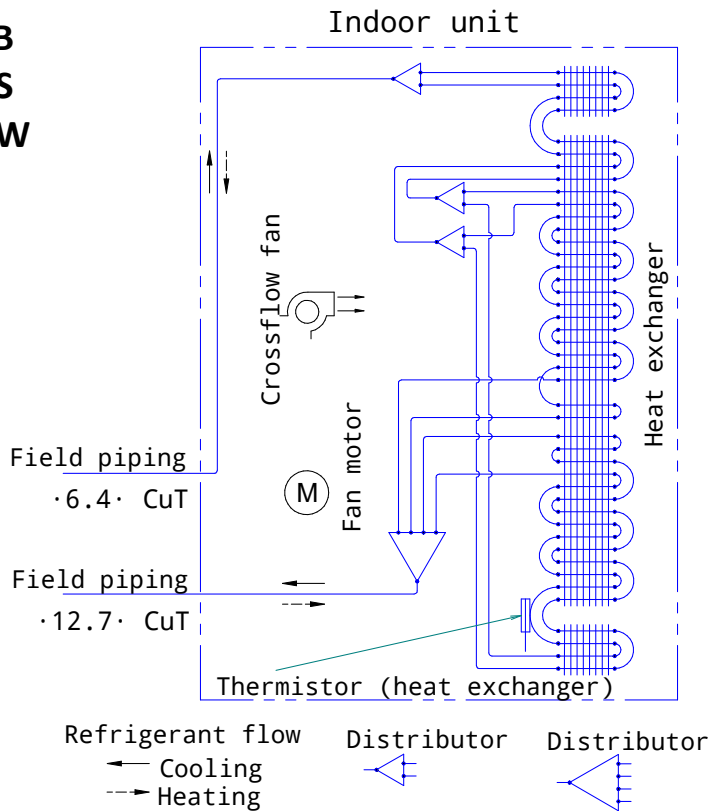 Indoor unit
B
S
W
Crossflow fan
Heat exchanger
Fan motor
Field piping
·6.4· CuT
M
Field piping
·12.7· CuT
Thermistor (heat exchanger)
Refrigerant flow
Cooling
Heating
Distributor
Distributor